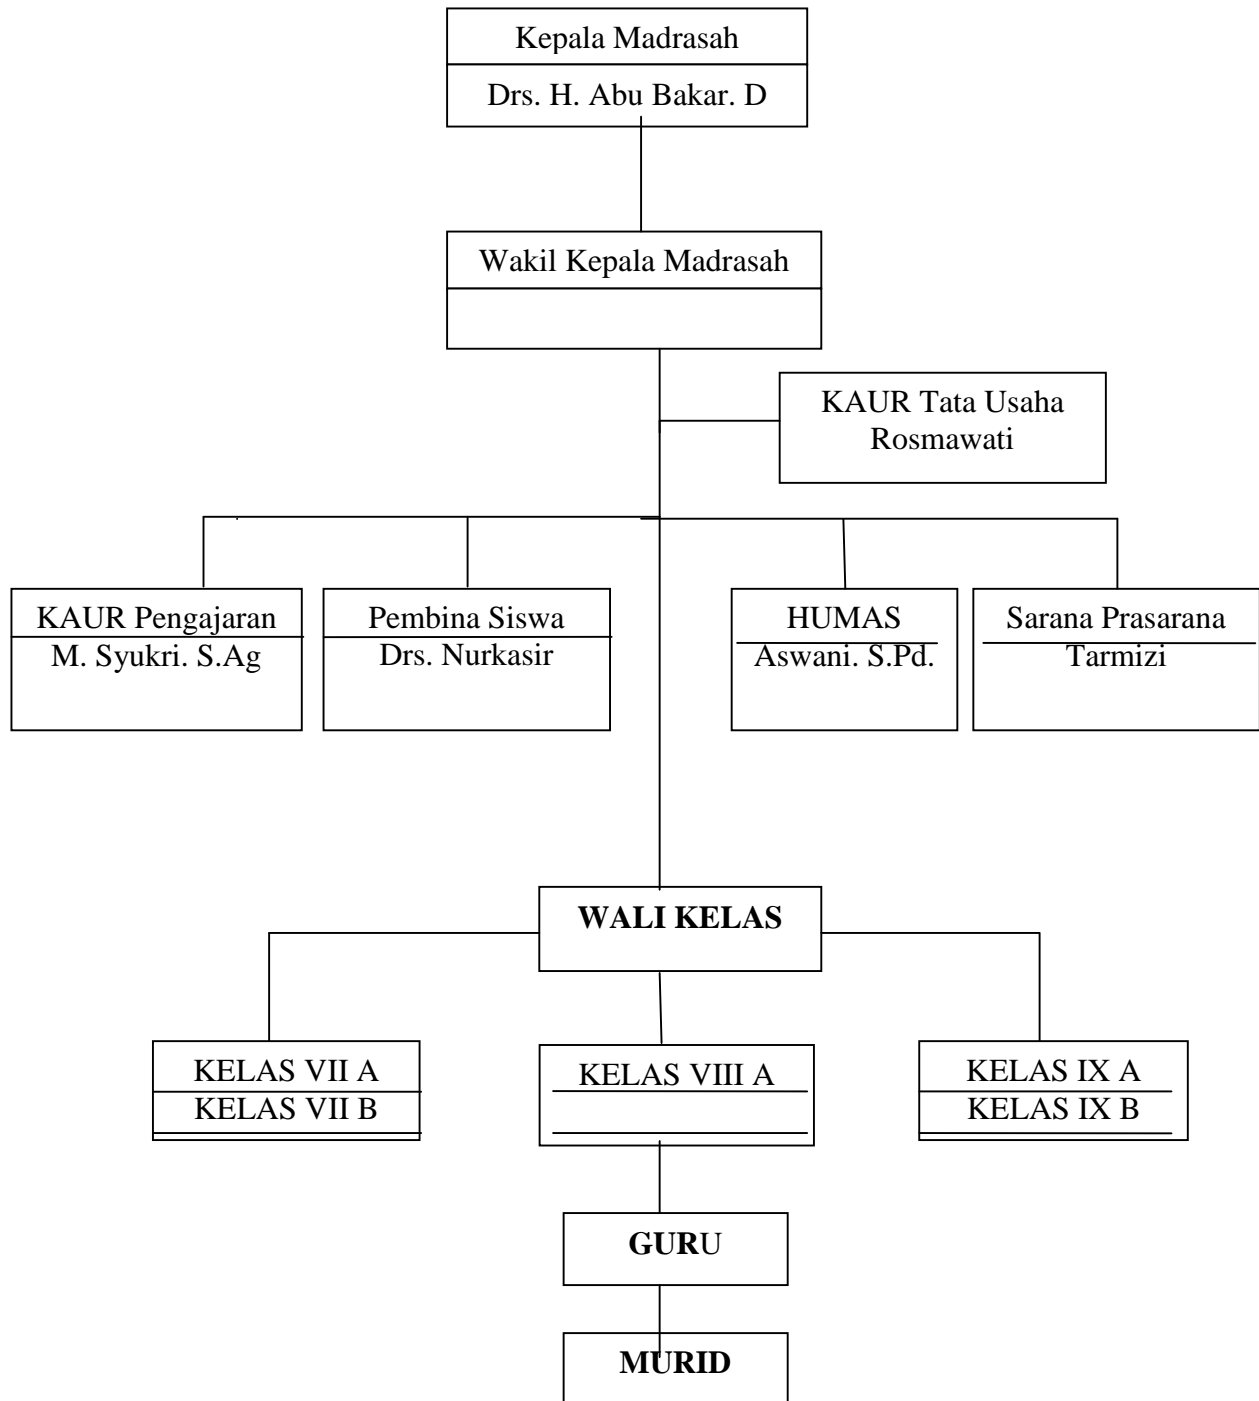 Kepala Madrasah
Drs. H. Abu Bakar. D
Wakil Kepala Madrasah
KAUR Tata Usaha
Rosmawati
KAUR Pengajaran
M. Syukri. S.Ag
Pembina Siswa
Drs. Nurkasir
HUMAS
Aswani. S.Pd.
Sarana Prasarana
Tarmizi
WALI KELAS
KELAS VII A
KELAS VII B
KELAS VIII A
KELAS IX A
KELAS IX B
GURU
MURID